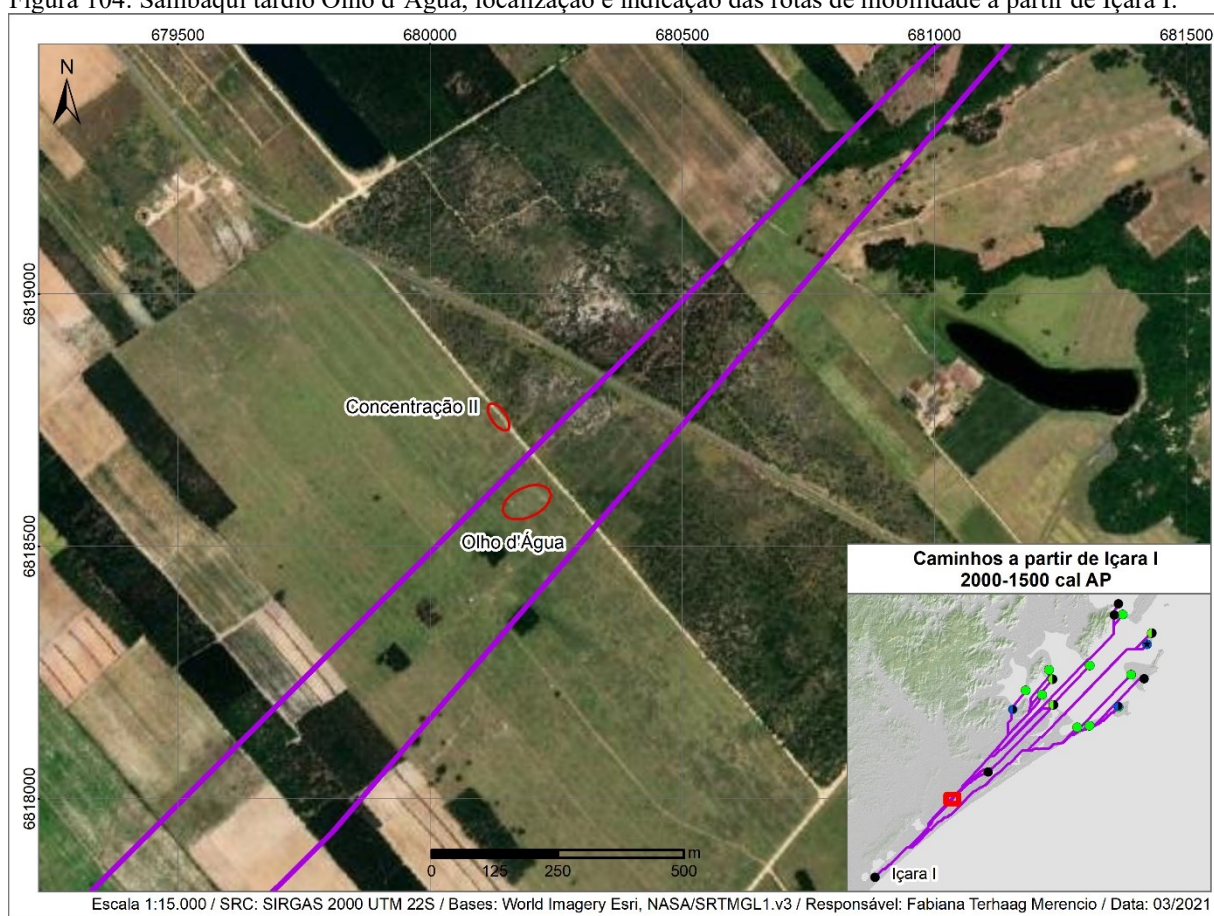 Figura 104: Sambaqui tardio Olho d'Água, localização e indicação das rotas de mobilidade a partir de Içara I.
679500 680000 680500 681000 681500
N
6819000
Concentração II
Olho d'Água
6818500
6818000
0 125 250 500 m
Caminhos a partir de Içara I
2000-1500 cal AP
Içara I
Escala 1:15.000 / SRC: SIRGAS 2000 UTM 22S / Bases: World Imagery Esri, NASA/SRTMGL1.v3 / Responsável: Fabiana Terhaag Merencio / Data: 03/2021